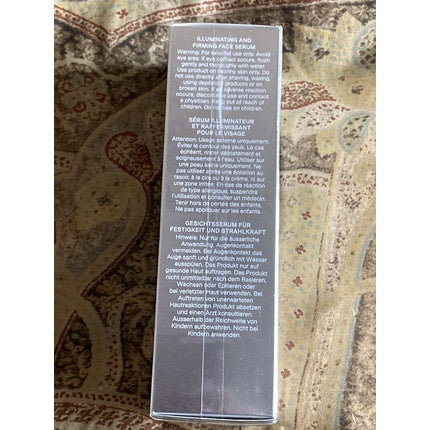 ILLUMINATING AND
FIRMING FACE SERUM
Warning: For external use only. Avoid
eye area. If eye contact occurs, flush
gently and thoroughly with water.
Use product on healthy skin only. Do
not use directly after shaving, waxing,
using depilatory products or on
broken skin. If an adverse reaction
occurs, discontinue use and contact
a physician. Keep out of reach of
children. Do not use on children.
SÉRUM ILLUMINATEUR
ET RAFFERMISSANT
POUR LE VISAGE
Attention: Usage externe uniquement.
Éviter le contour des yeux. Le cas
échéant, rincer délicatement et
soigneusement à l'eau. Utiliser sur
une peau saine uniquement. Ne
pas utiliser après une épilation au
rasoir, à la cire ou à la crème, ni sur
une zone irritée. En cas de réaction
de type allergique, suspendre
l'utilisation et consulter un médecin.
Tenir hors de portée des enfants.
Ne pas appliquer sur les enfants.
GESICHTSSERUM FÜR
FESTIGKEIT UND STRAHLKRAFT
Hinweis: Nur für die äusserliche
Anwendung. Augenkontakt
vermeiden. Bei Augenkontakt das
Auge sanft und gründlich mit Wasser
ausspülen. Das Produkt nur auf
gesunde Haut auftragen. Das Produkt
nicht unmittelbar nach dem Rasieren,
Wachsen oder Epilieren oder
bei verletzter Haut verwenden. Bei
Auftreten von unerwarteten
Hautreaktionen Produkt absetzen
und einen Arzt konsultieren.
Ausserhalb der Reichweite von
Kindern aufbewahren. Nicht bei
Kindern anwenden.